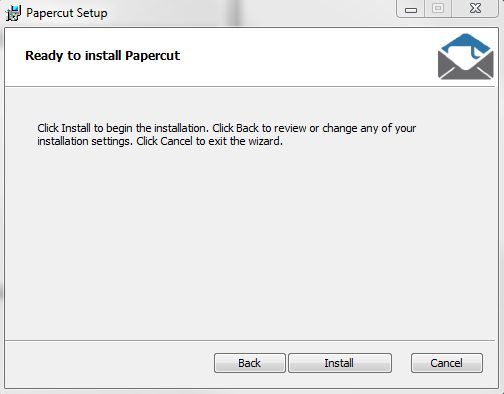 Papercut Setup
Ready to install Papercut
Click Install to begin the installation. Click Back to review or change any of your
installation settings. Click Cancel to exit the wizard.
Back
Install
Cancel